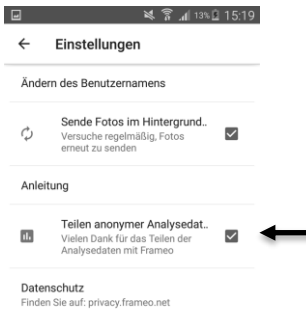 13% 15:19
Einstellungen
Ändern des Benutzernamens
Sende Fotos im Hintergrund..
Versuche regelmäßig, Fotos
erneut zu senden
Anleitung
Teilen anonymer Analysedat..
Vielen Dank für das Teilen der
Analysedaten mit Frameo
Datenschutz
Finden Sie auf: privacy.frameo.net